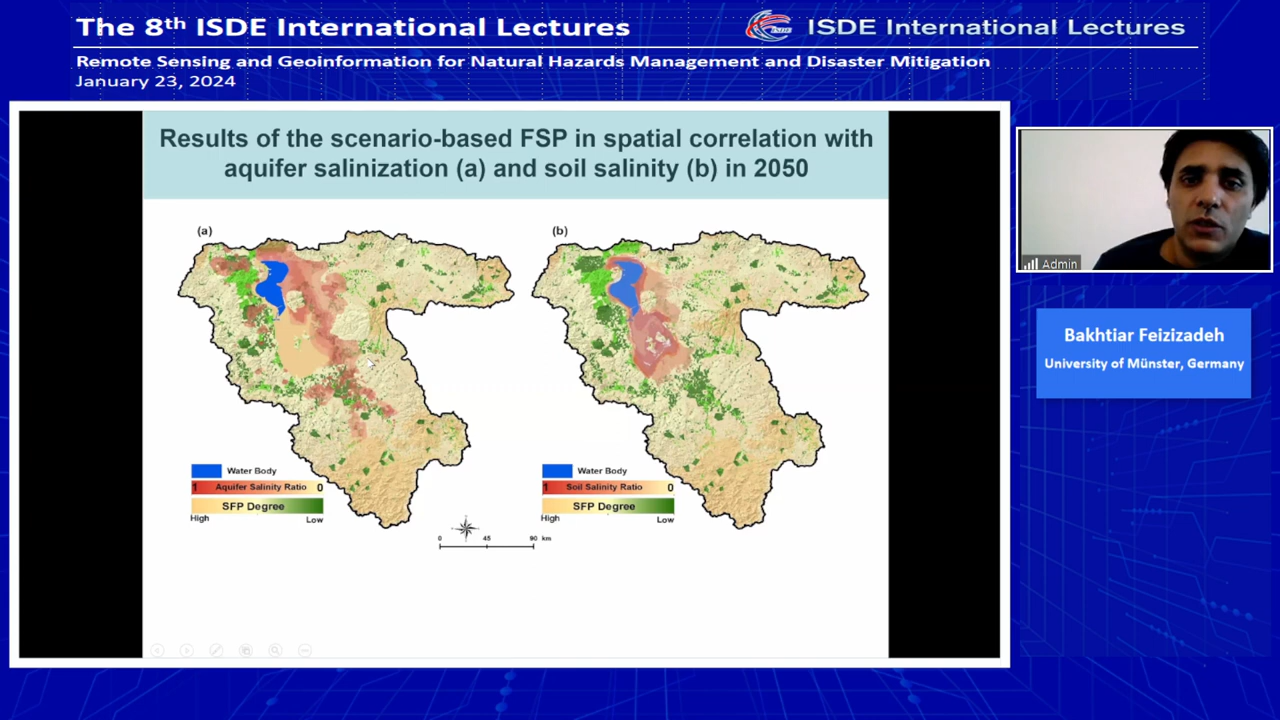 The 8th ISDE International Lectures
ISDE International Lectures
Remote Sensing and Geoinformation for Natural Hazards Management and Disaster Mitigation
January 23, 2024
Results of the scenario-based FSP in spatial correlation with
aquifer salinization (a) and soil salinity (b) in 2050
(a)
Water Body
1 Aquifer Salinity Ratio 0
SFP Degree
High Low
(b)
Water Body
1 Soil Salinity Ratio 0
SFP Degree
High Low
0 45 90 km
Admin
Bakhtiar Feizizadeh
University of Münster, Germany